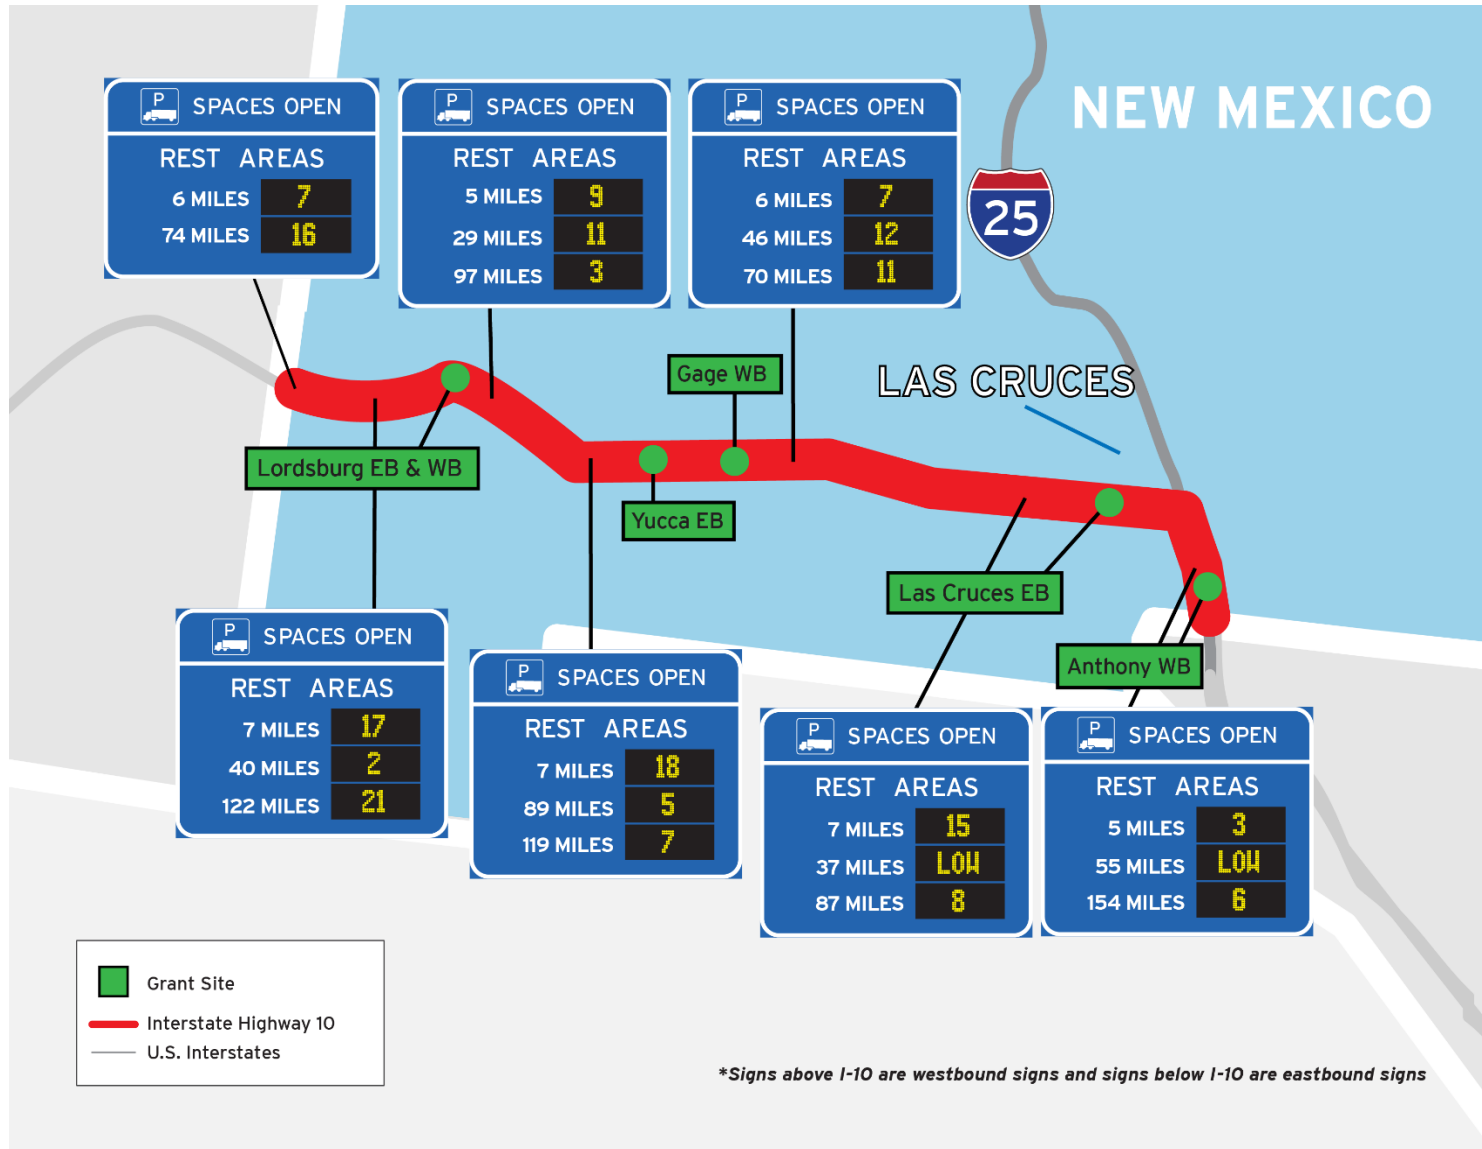 NEW MEXICO
25
P
SPACES OPEN
REST AREAS
6 MILES 7
74 MILES 16
P
SPACES OPEN
REST AREAS
5 MILES 9
29 MILES 11
97 MILES 3
P
SPACES OPEN
REST AREAS
6 MILES 7
46 MILES 12
70 MILES 11
Gage WB
LAS CRUCES
Lordsburg EB & WB
Yucca EB
Las Cruces EB
Anthony WB
P
SPACES OPEN
REST AREAS
7 MILES 17
40 MILES 2
122 MILES 21
P
SPACES OPEN
REST AREAS
7 MILES 18
89 MILES 5
119 MILES 7
P
SPACES OPEN
REST AREAS
7 MILES 15
37 MILES LOW
87 MILES 8
P
SPACES OPEN
REST AREAS
5 MILES 3
55 MILES LOW
154 MILES 6
Grant Site
Interstate Highway 10
U.S. Interstates
*Signs above I-10 are westbound signs and signs below I-10 are eastbound signs